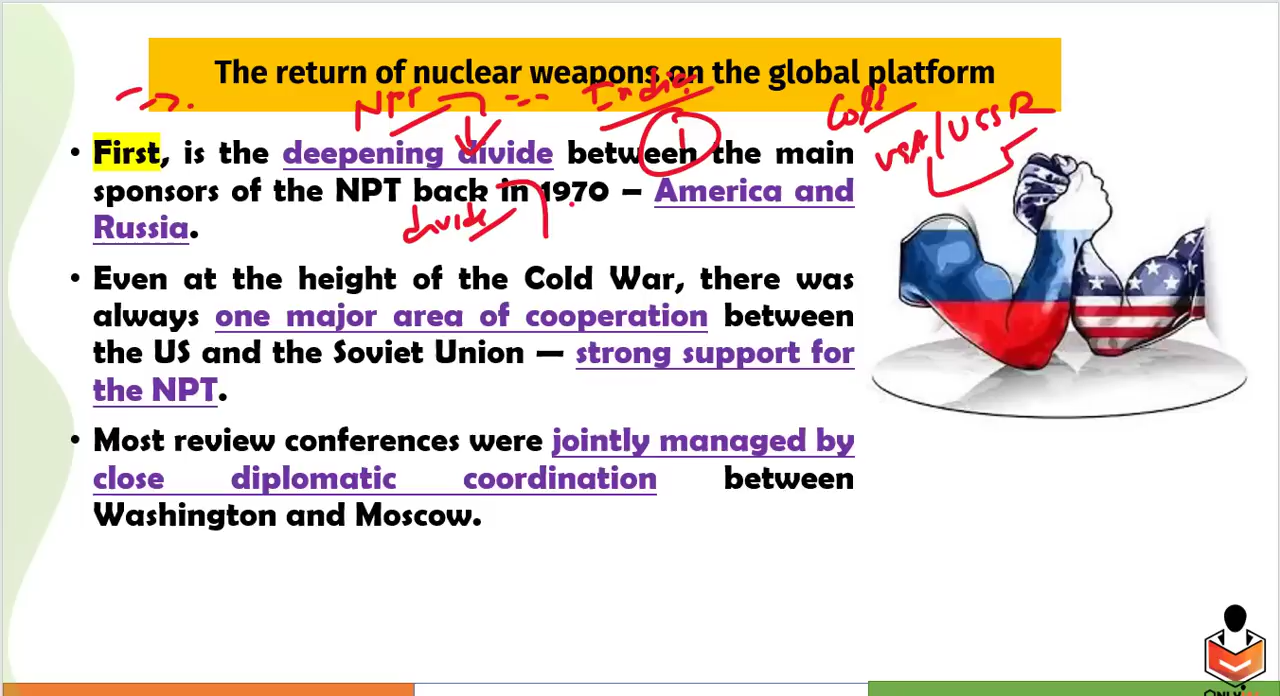 The return of nuclear weapons on the global platform
NPT
India
Cold
USA/USSR
1
• First, is the deepening divide between the main
sponsors of the NPT back in 1970 – America and
Russia.
divide
• Even at the height of the Cold War, there was
always one major area of cooperation between
the US and the Soviet Union — strong support for
the NPT.
• Most review conferences were jointly managed by
close diplomatic coordination between
Washington and Moscow.